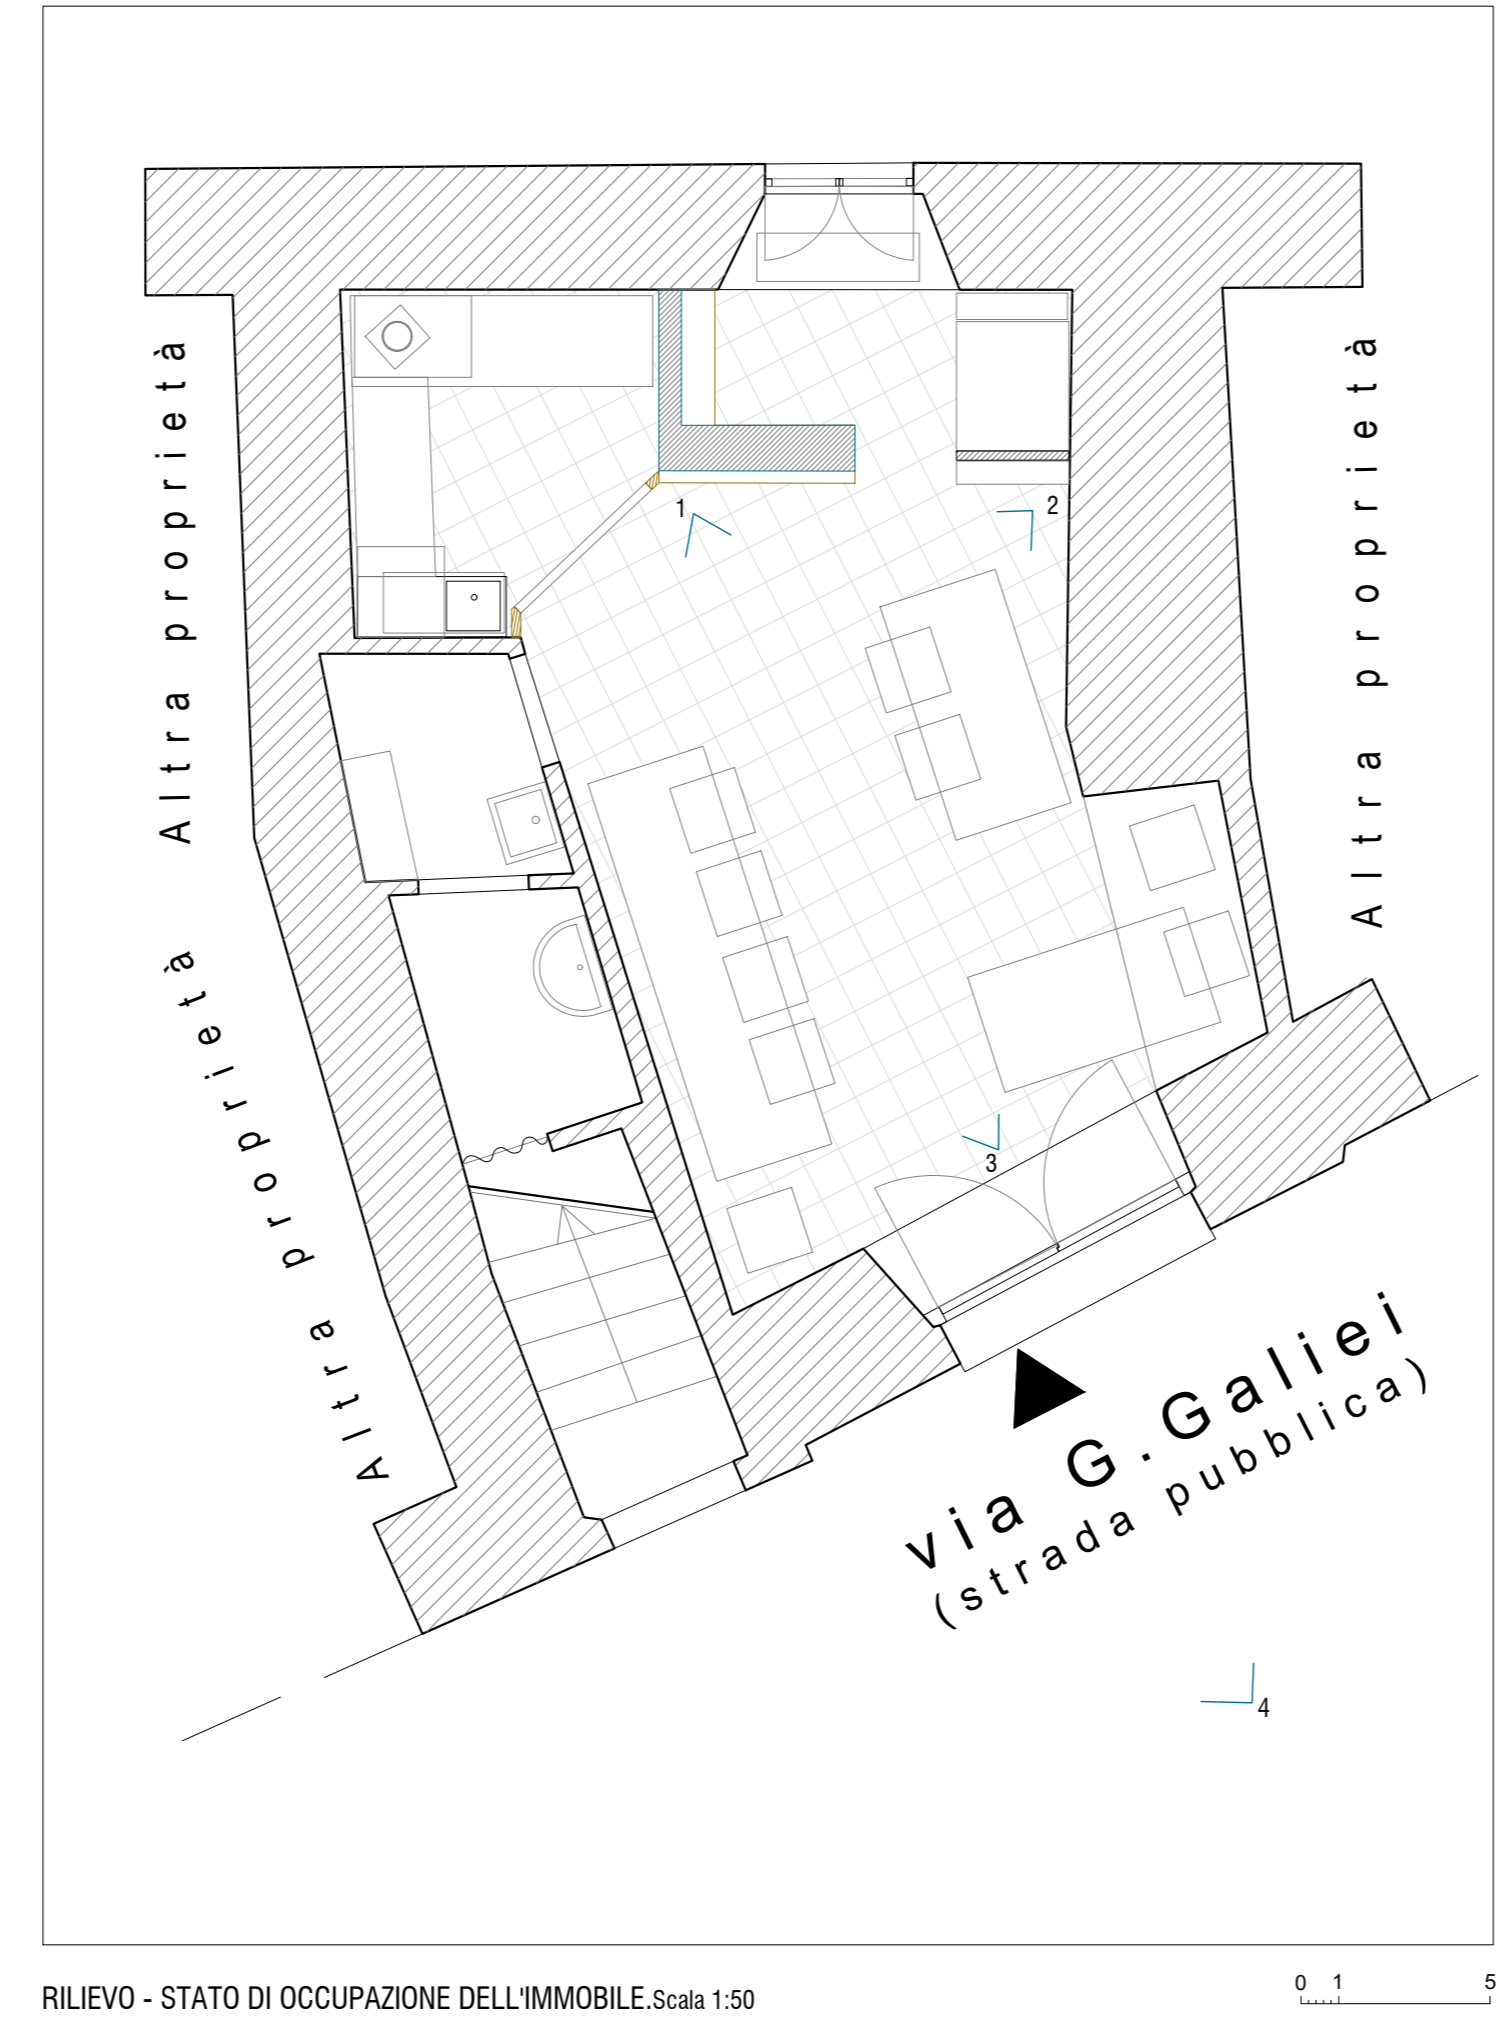 Altra proprietà
Altra proprietà
1
2
Altra proprietà
3
via G.Galiei
(strada pubblica)
4
RILIEVO - STATO DI OCCUPAZIONE DELL'IMMOBILE.Scala 1:50
0 1 5